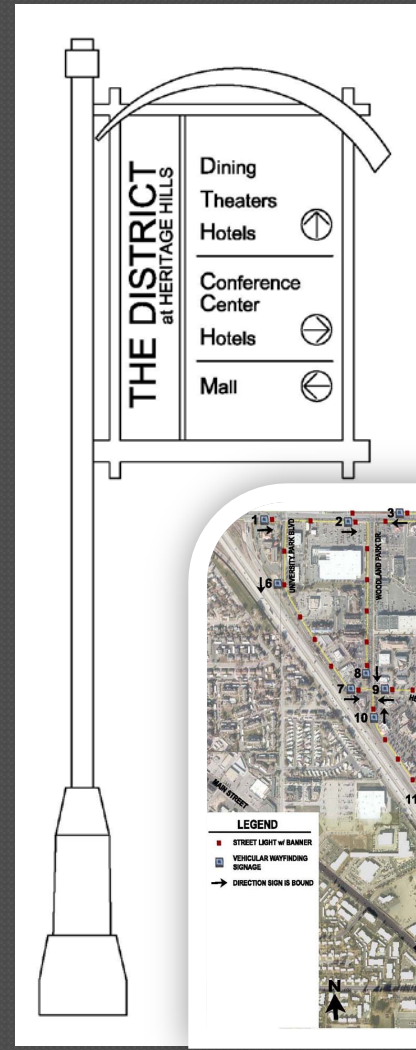 THE DISTRICT
at HERITAGE HILLS
Dining
Theaters
Hotels
Conference
Center
Hotels
Mall
1
2
3
UNIVERSITY PARK BLVD
WOODLAND PARK DR.
6
8
7
9
10
11
MAIN STREET
LEGEND
STREET LIGHT w/ BANNER
VEHICULAR WAYFINDING
SIGNAGE
DIRECTION SIGN IS BOUND
N